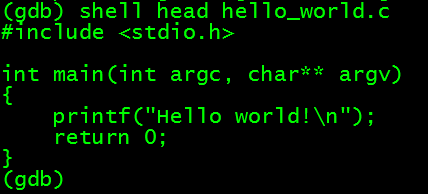 (gdb) shell head hello_world.c
#include <stdio.h>

int main(int argc, char** argv)
{
    printf("Hello world!\n");
    return 0;
}
(gdb)